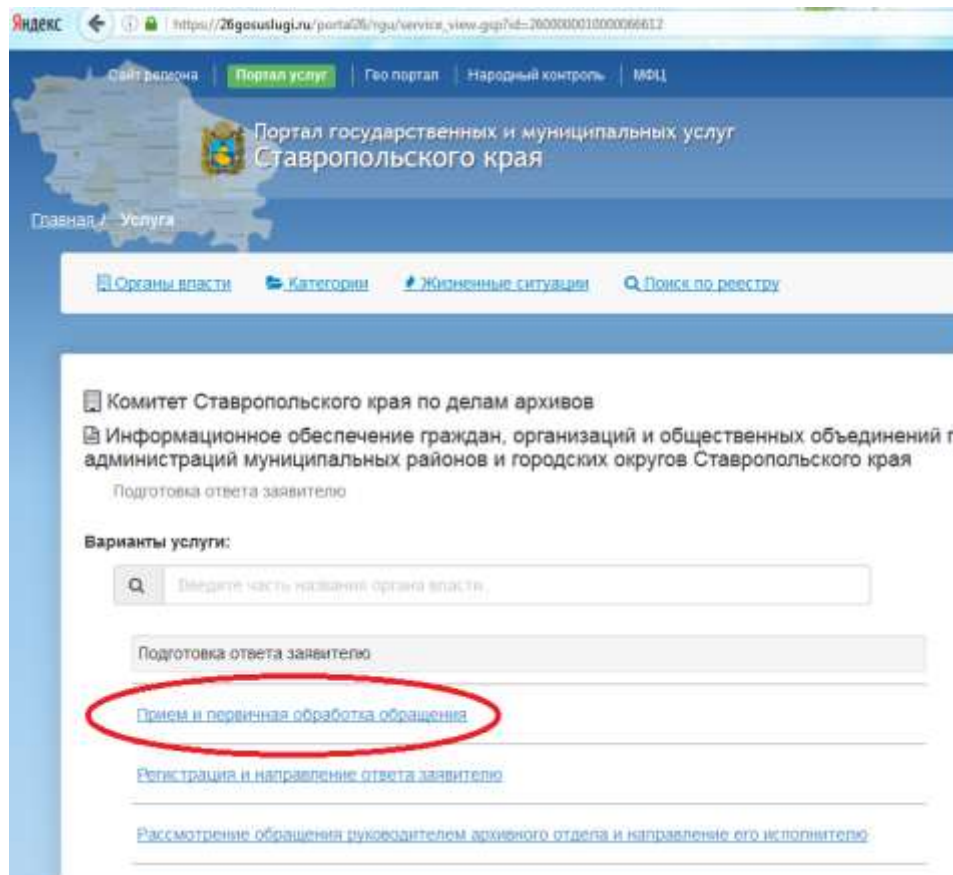 Яндекс https://26gosuslugi.ru/portal26/rgu/service_view.gsp?id=2600000010000066612
Сайт региона Портал услуг Гео портал Народный контроль МФЦ
Портал государственных и муниципальных услуг
Ставропольского края
Главная / Услуга
Органы власти Категории Жизненные ситуации Поиск по реестру
Комитет Ставропольского края по делам архивов
Информационное обеспечение граждан, организаций и общественных объединений
администраций муниципальных районов и городских округов Ставропольского края
Подготовка ответа заявителю
Варианты услуги:
Введите часть названия органа власти
Подготовка ответа заявителю
Прием и первичная обработка обращения
Регистрация и направление ответа заявителю
Рассмотрение обращения руководителем архивного отдела и направление его исполнителю